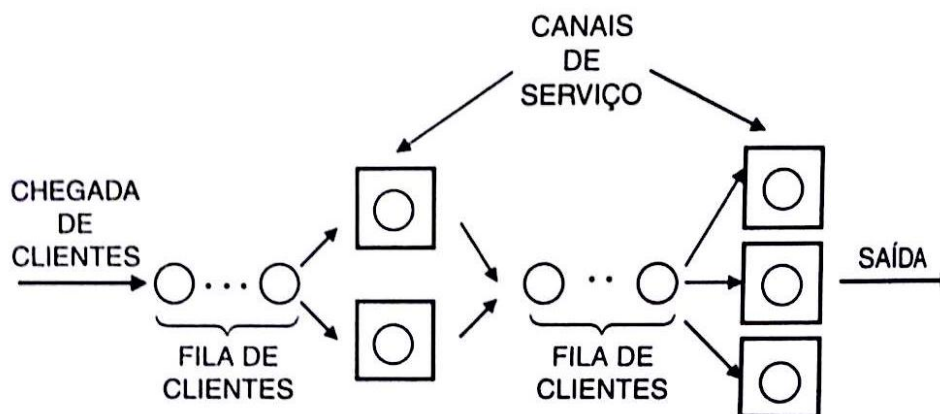 CANAIS
DE
SERVIÇO
CHEGADA
DE
CLIENTES
FILA DE
CLIENTES
FILA DE
CLIENTES
SAÍDA